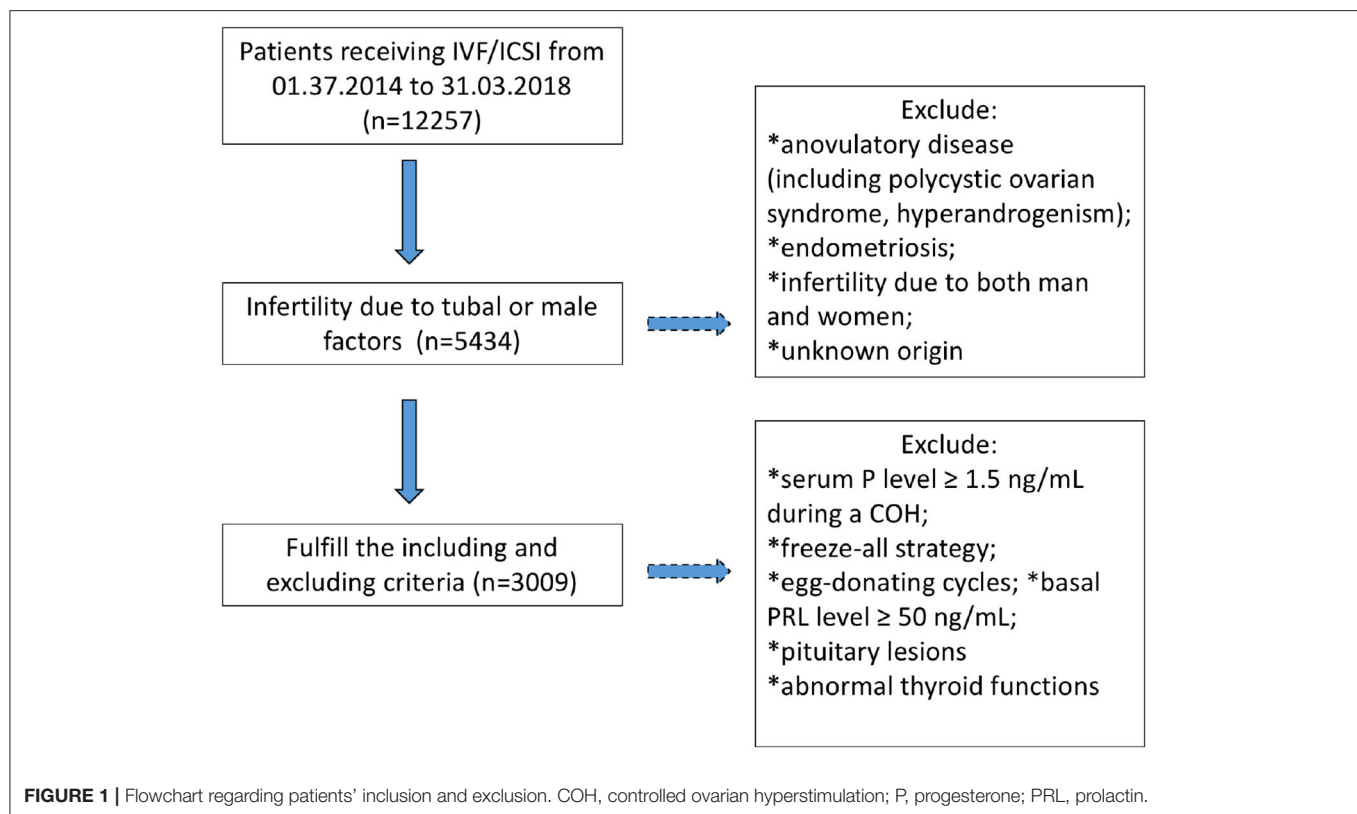 Patients receiving IVF/ICSI from
01.37.2014 to 31.03.2018
(n=12257)
Infertility due to tubal or male
factors (n=5434)
Exclude:
*anovulatory disease
(including polycystic ovarian
syndrome, hyperandrogenism);
*endometriosis;
*infertility due to both man
and women;
*unknown origin
Fulfill the including and
excluding criteria (n=3009)
Exclude:
*serum P level ≥ 1.5 ng/mL
during a COH;
*freeze-all strategy;
*egg-donating cycles; *basal
PRL level ≥ 50 ng/mL;
*pituitary lesions
*abnormal thyroid functions
FIGURE 1 | Flowchart regarding patients' inclusion and exclusion. COH, controlled ovarian hyperstimulation; P, progesterone; PRL, prolactin.